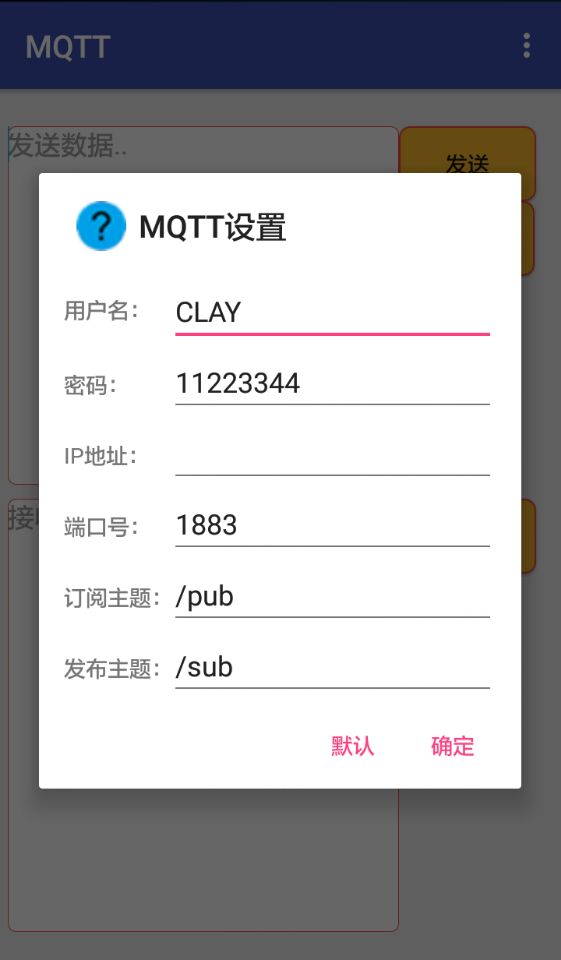 MQTT
发送数据..
发送
MQTT设置
用户名：
CLAY
密码：
11223344
IP地址：
端口号：
1883
订阅主题：
/pub
发布主题：
/sub
默认
确定